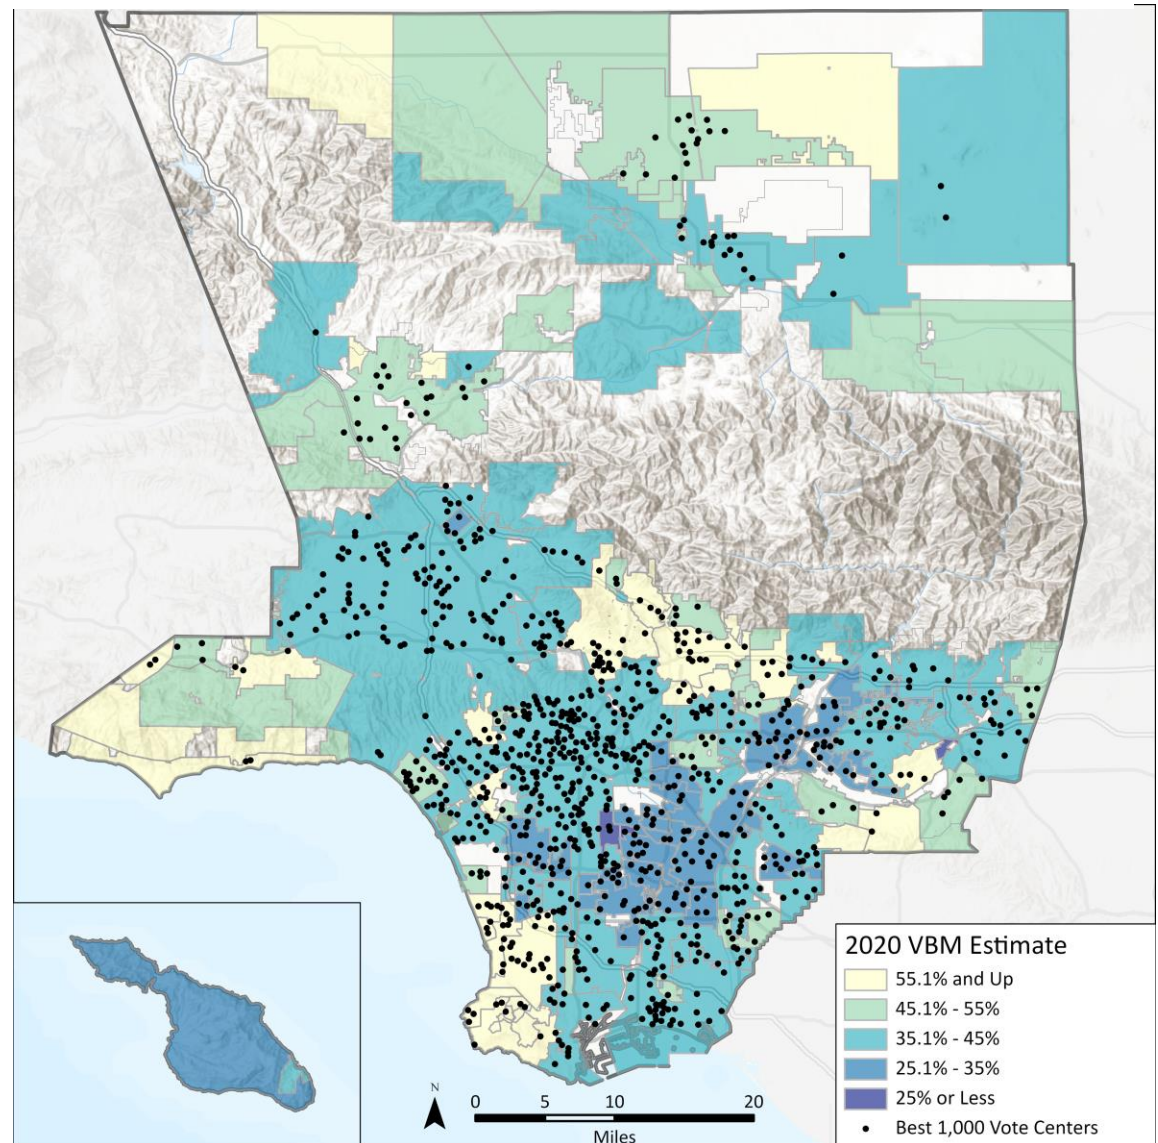 N
0 5 10 20
Miles
2020 VBM Estimate
55.1% and Up
45.1% - 55%
35.1% - 45%
25.1% - 35%
25% or Less
Best 1,000 Vote Centers